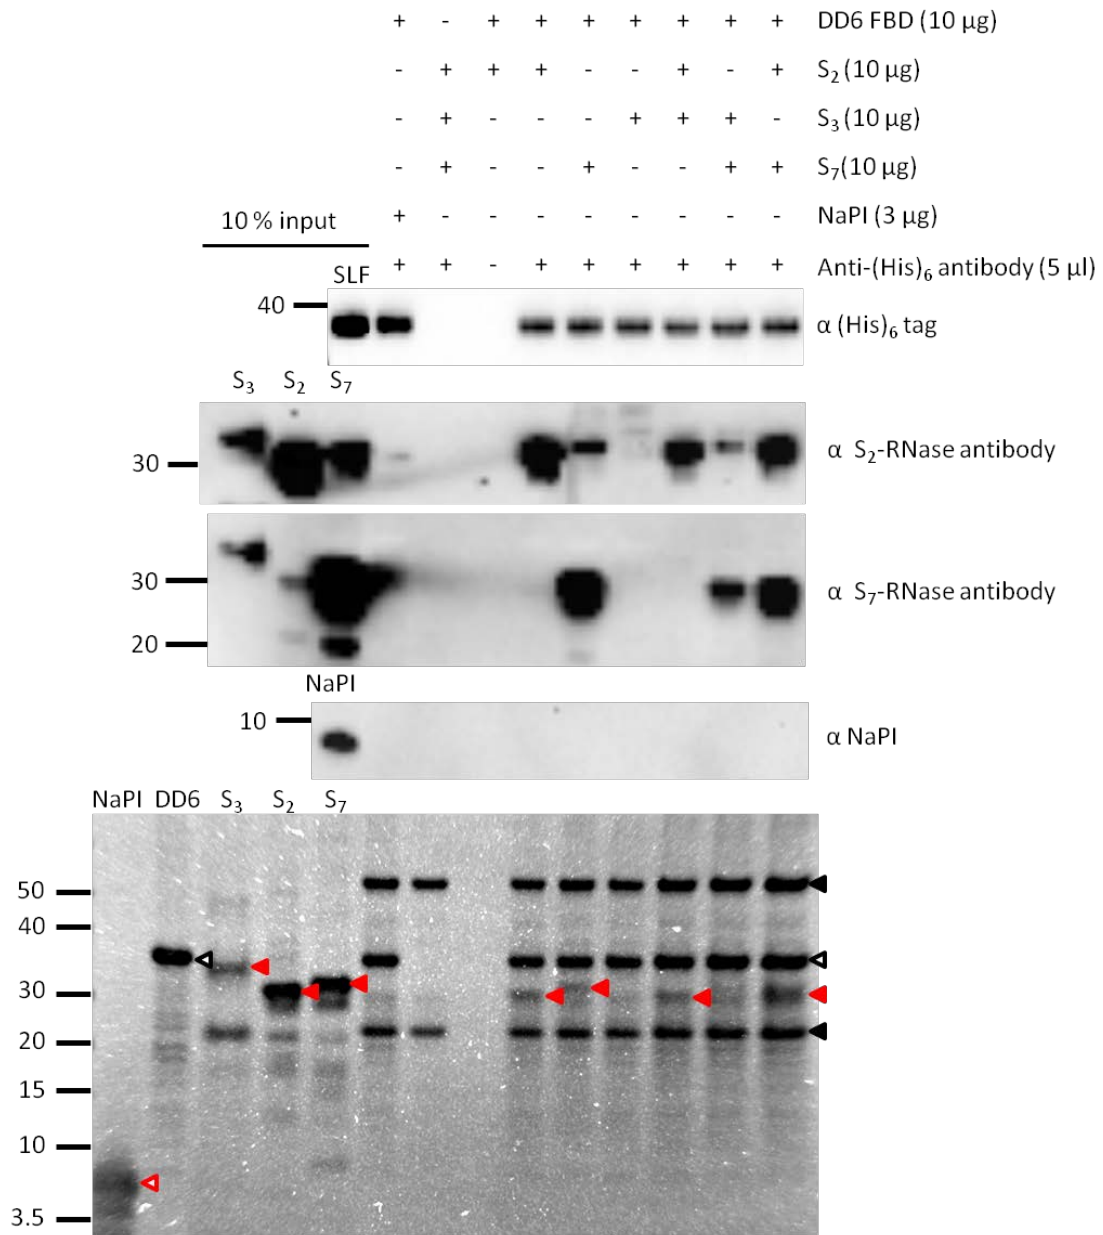 + - + + + + + + + DD6 FBD (10 µg)
- + + + - - + - + S2 (10 µg)
- + - - - + + + - S3 (10 µg)
- + - - + - - + + S7(10 µg)
+ - - - - - - - - NaPI (3 µg)
10 % input
+ + - + + + + + + Anti-(His)6 antibody (5 µl)
SLF
40
α (His)6 tag
S3 S2 S7
30
α S2-RNase antibody
30
α S7-RNase antibody
20
NaPI
10
α NaPI
NaPI DD6 S3 S2 S7
50
40
30
20
15
10
3.5